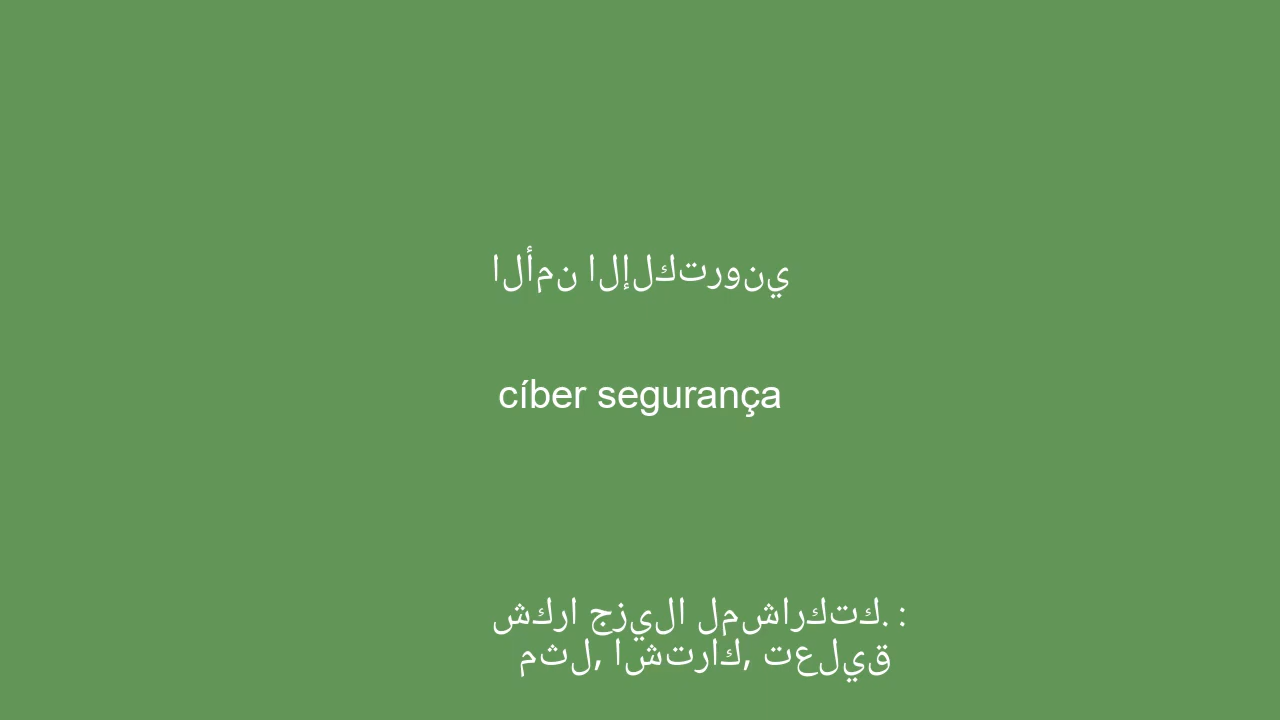 الأمن الإلكتروني
cíber segurança
شكرا جزيلا لمشاركتك. :
مثل, اشتراك, تعليق